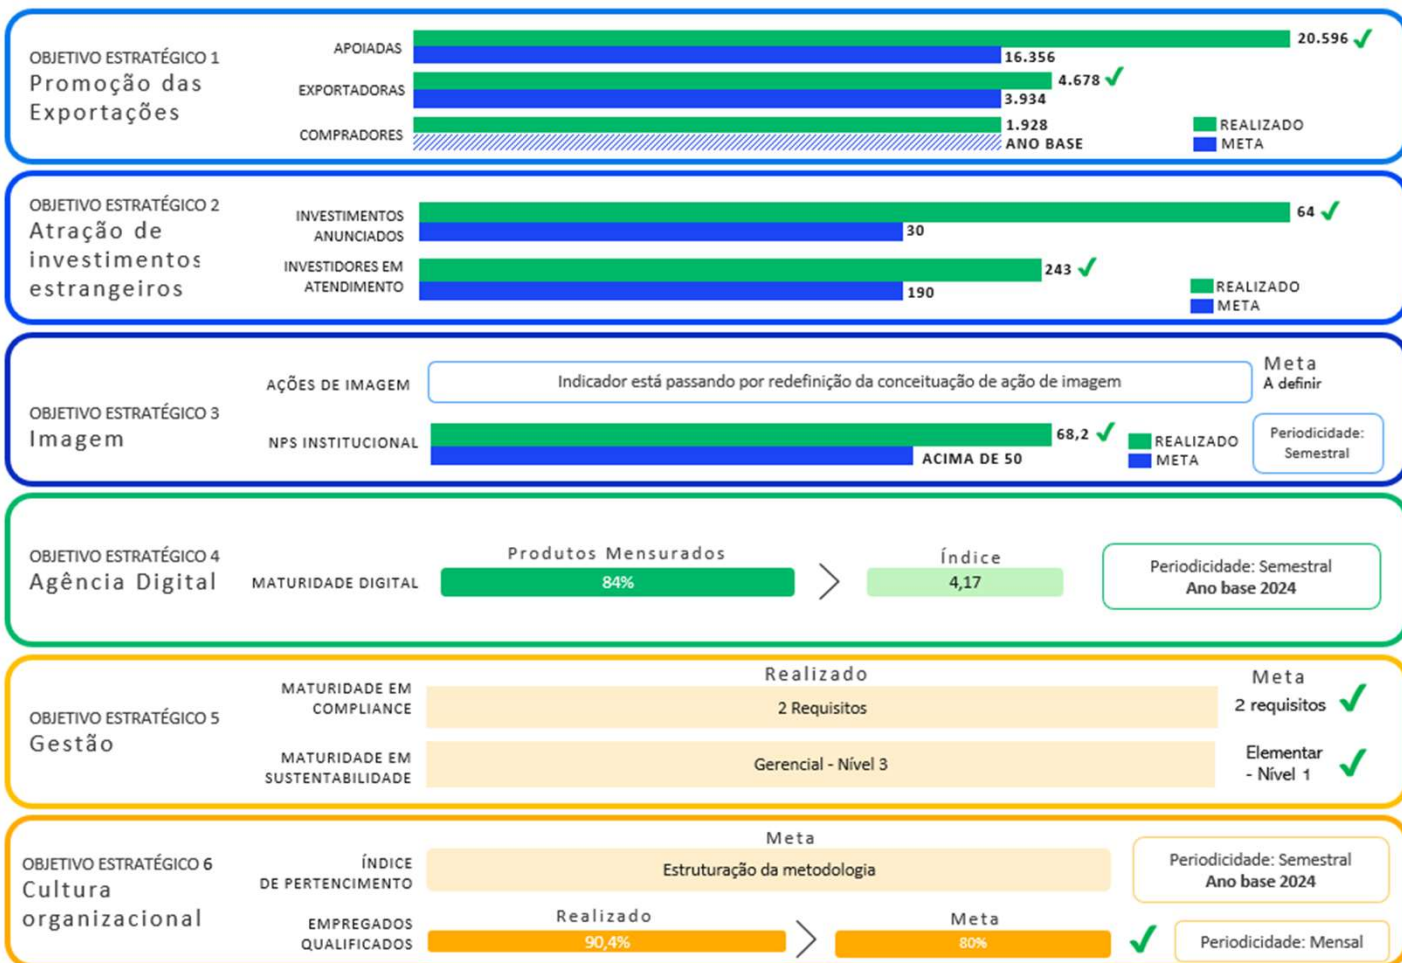 OBJETIVO ESTRATÉGICO 1
Promoção das
Exportações
APOIADAS
20.596
16.356
EXPORTADORAS
4.678
3.934
COMPRADORES
1.928
ANO BASE
REALIZADO
META
OBJETIVO ESTRATÉGICO 2
Atração de
investimentos
estrangeiros
INVESTIMENTOS
ANUNCIADOS
64
30
INVESTIDORES EM
ATENDIMENTO
243
190
REALIZADO
META
OBJETIVO ESTRATÉGICO 3
Imagem
AÇÕES DE IMAGEM
Indicador está passando por redefinição da conceituação de ação de imagem
Meta
A definir
NPS INSTITUCIONAL
68,2
ACIMA DE 50
REALIZADO
META
Periodicidade:
Semestral
OBJETIVO ESTRATÉGICO 4
Agência Digital
MATURIDADE DIGITAL
Produtos Mensurados
84%
Índice
4,17
Periodicidade: Semestral
Ano base 2024
OBJETIVO ESTRATÉGICO 5
Gestão
MATURIDADE EM
COMPLIANCE
Realizado
2 Requisitos
Meta
2 requisitos
MATURIDADE EM
SUSTENTABILIDADE
Gerencial - Nível 3
Elementar
- Nível 1
OBJETIVO ESTRATÉGICO 6
Cultura
organizacional
ÍNDICE
DE PERTENCIMENTO
Meta
Estruturação da metodologia
Periodicidade: Semestral
Ano base 2024
EMPREGADOS
QUALIFICADOS
Realizado
90,4%
Meta
80%
Periodicidade: Mensal